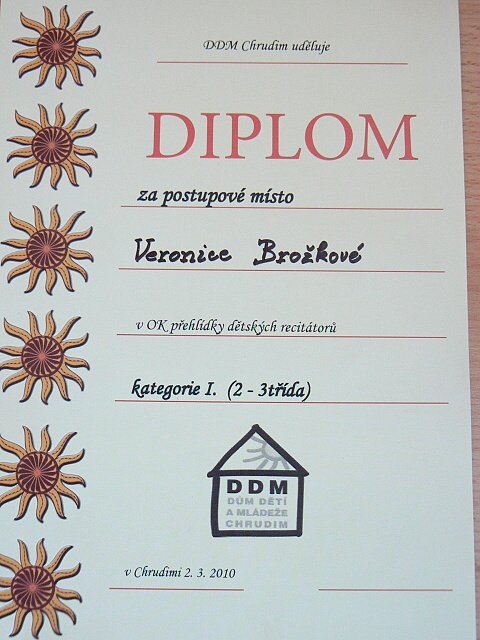 DDM Chrudim uděluje
DIPLOM
za postupové místo
Veronice Brožkové
v OK přehlídky dětských recitátorů
kategorie I. (2 - 3třída)
DDM
DŮM DĚTÍ
A MLÁDEŽE
CHRUDIM
v Chrudimi 2. 3. 2010